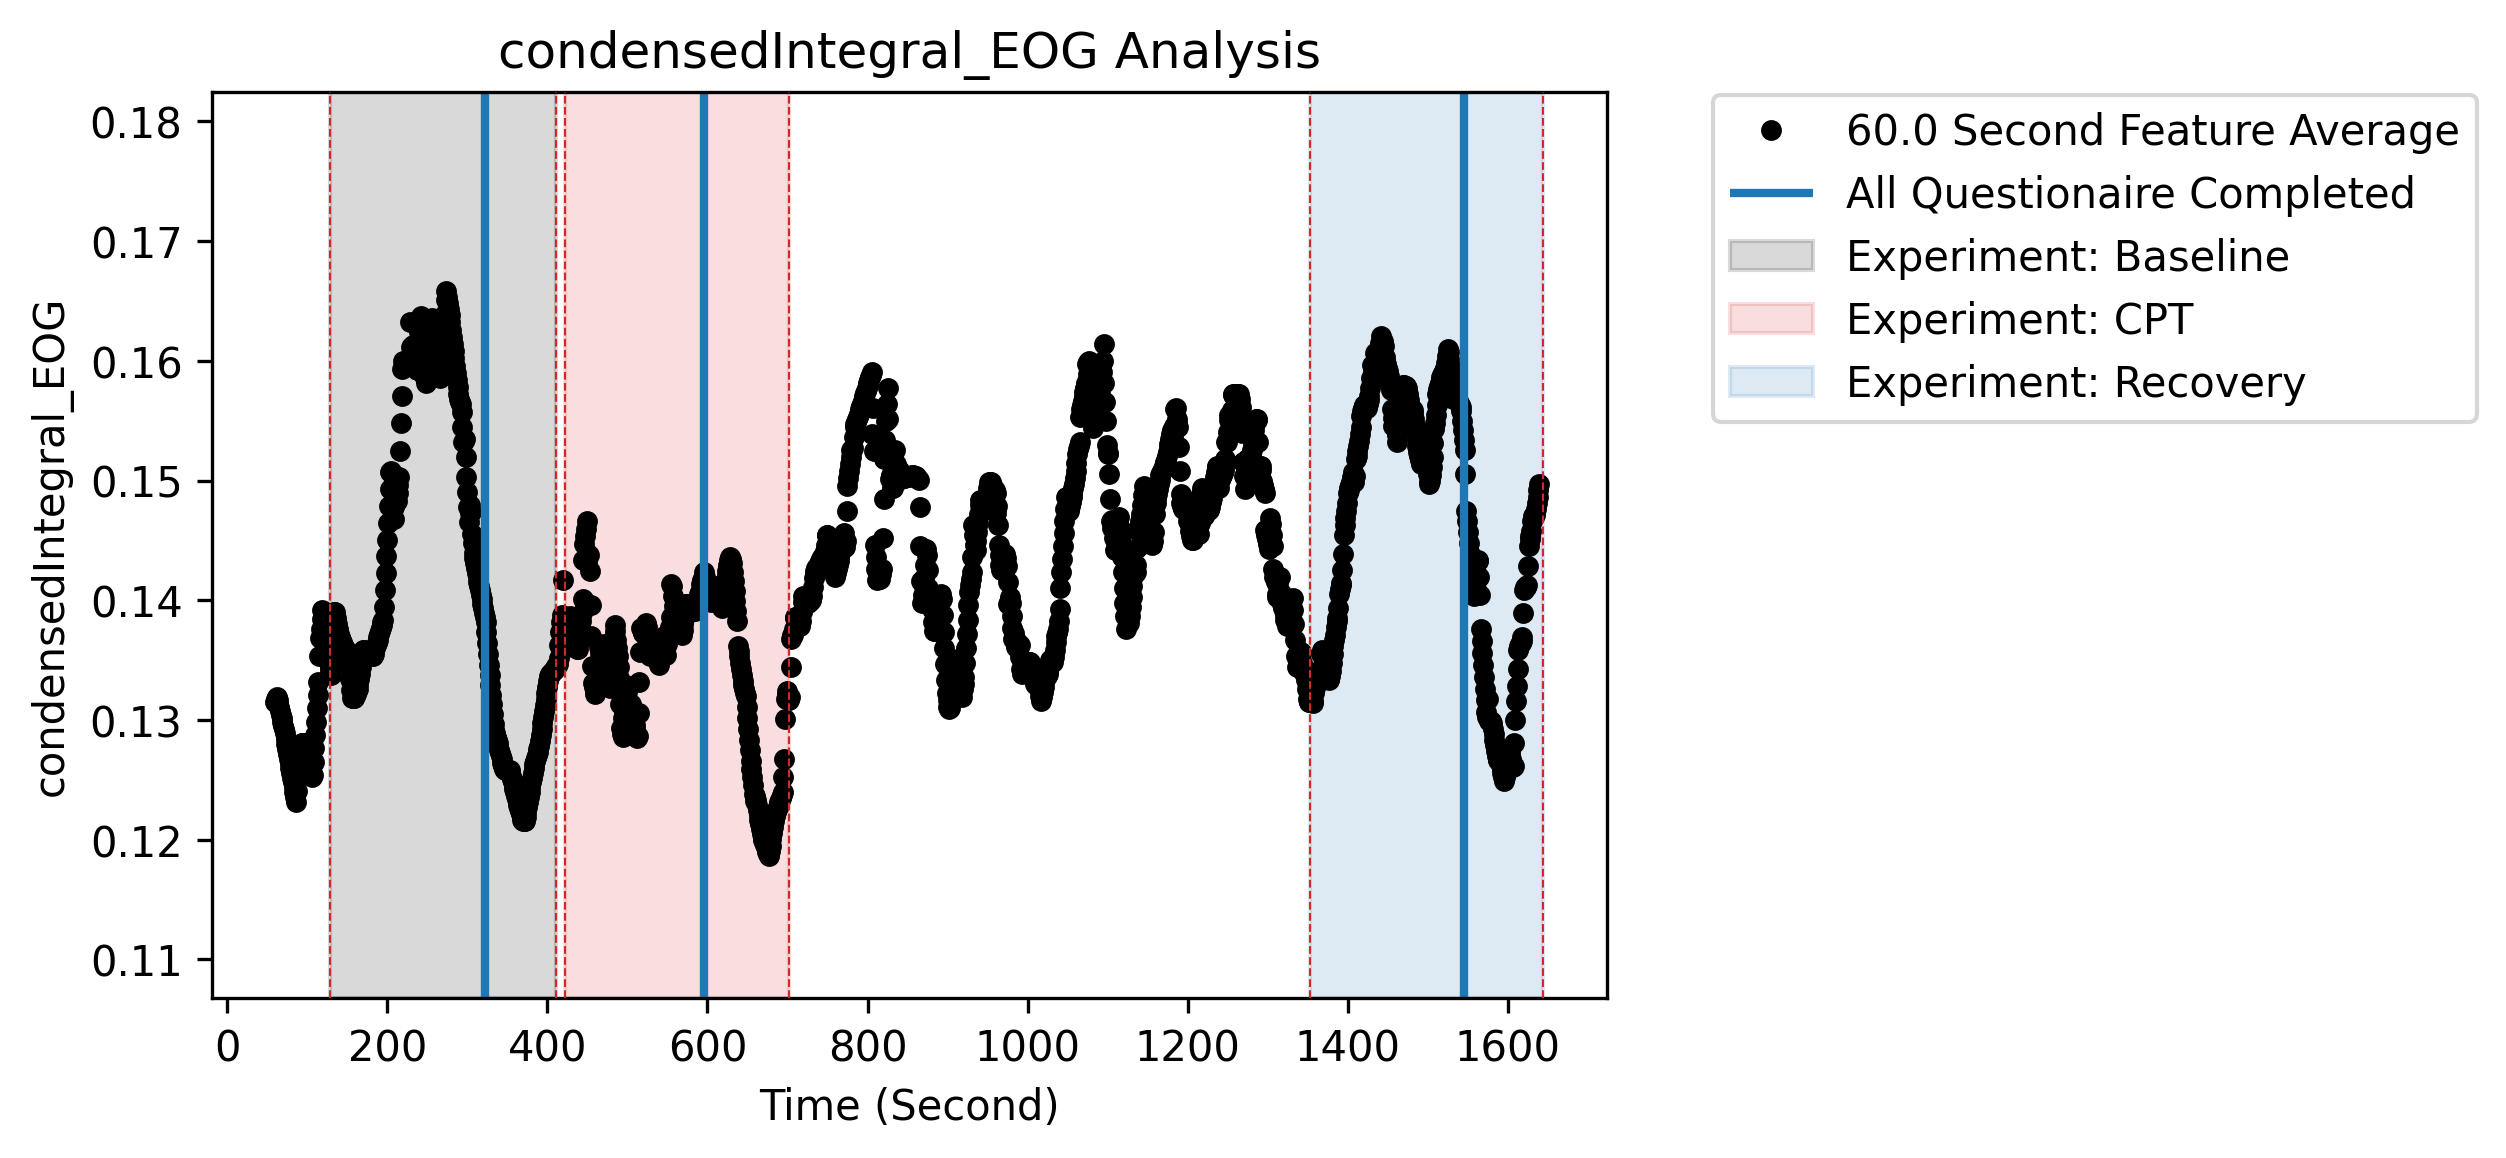 condensedIntegral_EOG Analysis
condensedIntegral_EOG
0.18
0.17
0.16
0.15
0.14
0.13
0.12
0.11
0 200 400 600 800 1000 1200 1400 1600
Time (Second)
60.0 Second Feature Average
All Questionaire Completed
Experiment: Baseline
Experiment: CPT
Experiment: Recovery